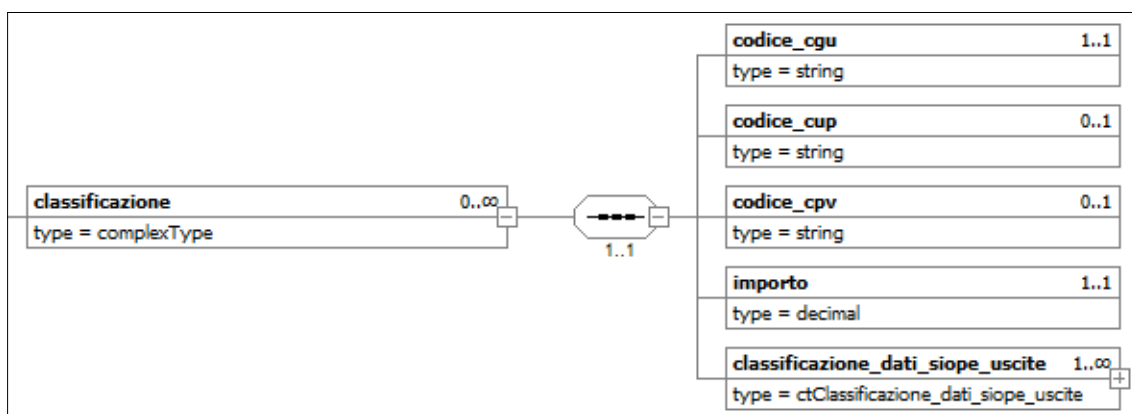 codice_cgu 1..1
type = string
codice_cup 0..1
type = string
classificazione 0..∞
type = complexType
1..1
codice_cpv 0..1
type = string
importo 1..1
type = decimal
classificazione_dati_siope_uscite 1..∞
type = ctClassificazione_dati_siope_uscite